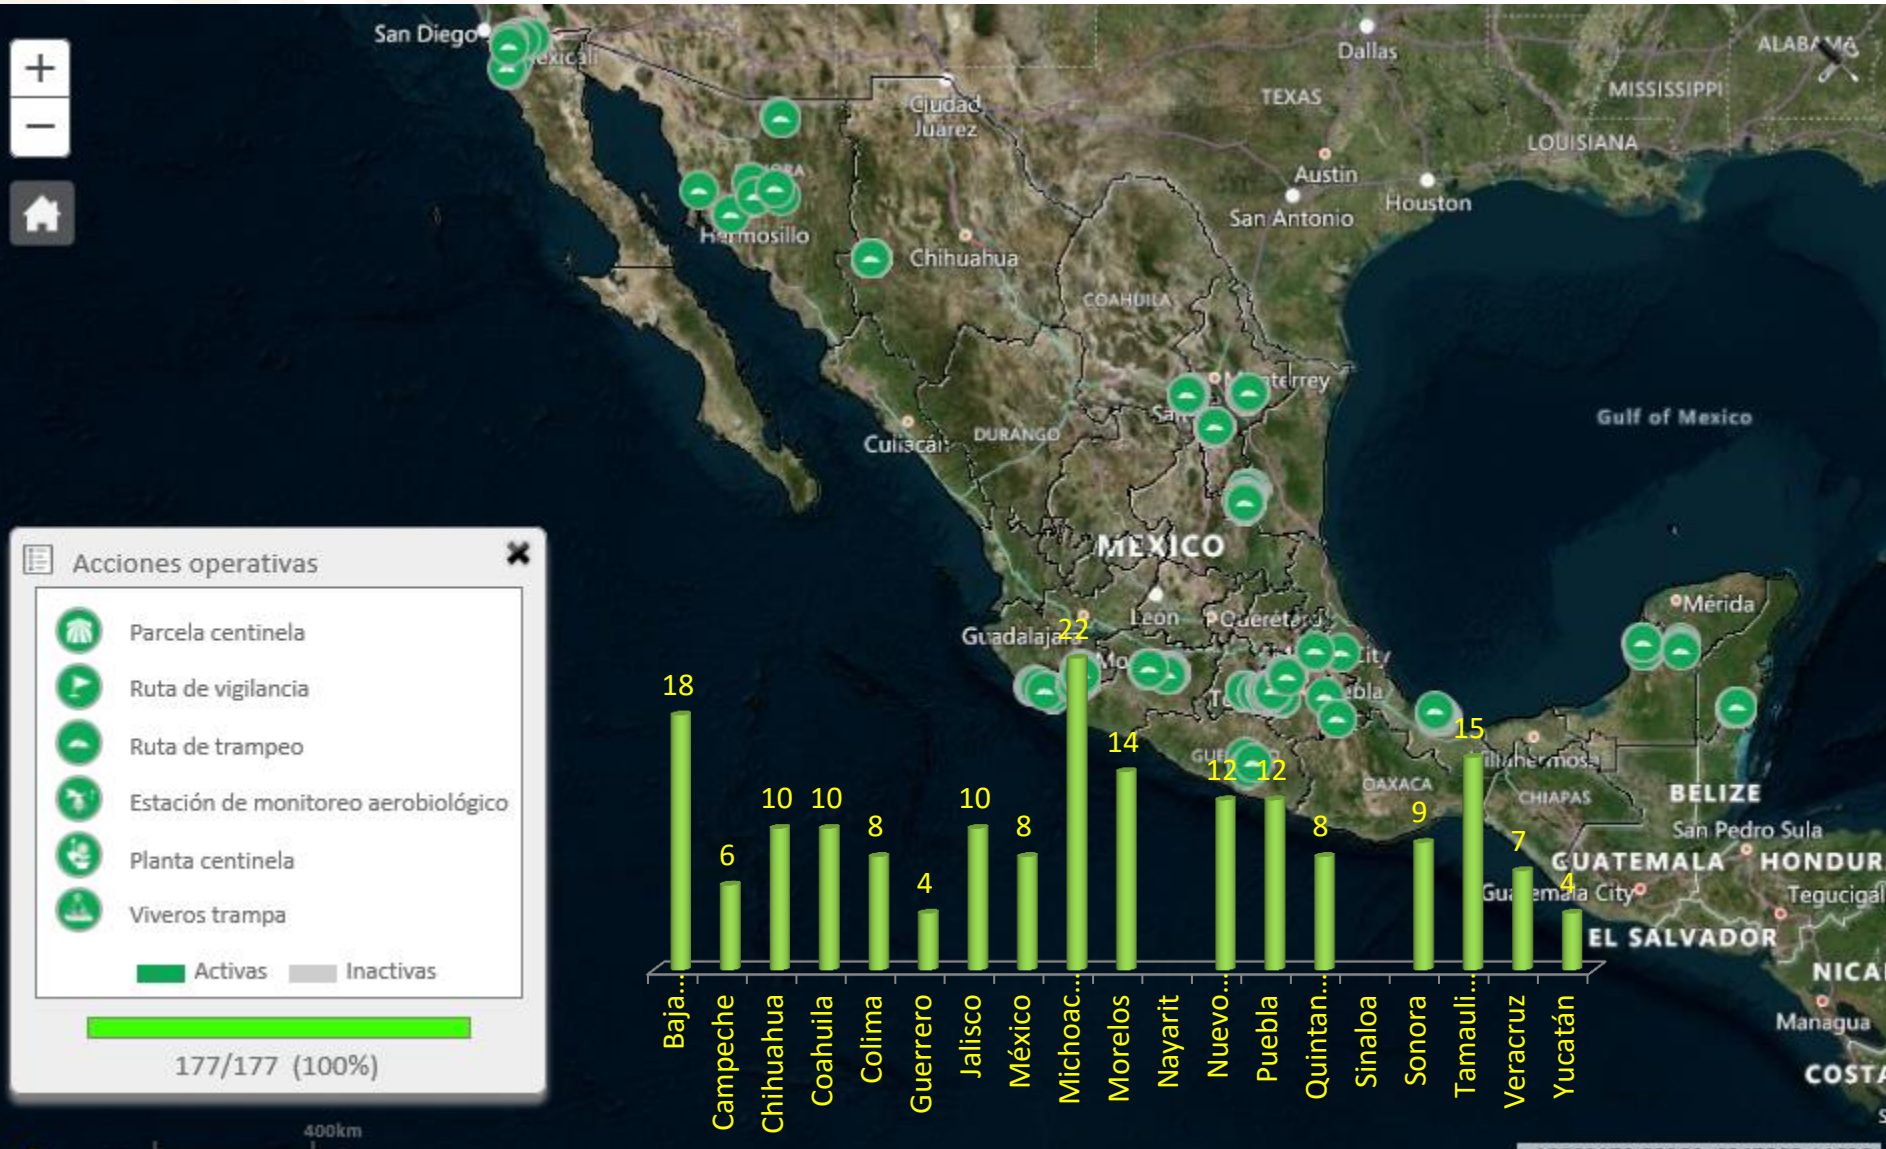 San Diego
Mexicali
Dallas
ALABAMA
MISSISSIPPI
TEXAS
Ciudad
Juarez
LOUISIANA
Austin
San Antonio
Houston
Hermosillo
Chihuahua
COAHUILA
Monterrey
Gulf of Mexico
DURANGO
Culiacán
MEXICO
León
Querétaro
Guadalajara
Mérida
City
OAXACA
CHIAPAS
Villahermosa
BELIZE
San Pedro Sula
GUATEMALA
HONDUR
Guatemala City
Tegucigal
EL SALVADOR
NICA
Managua
COSTA
Acciones operativas
Parcela centinela
Ruta de vigilancia
Ruta de trampeo
Estación de monitoreo aerobiológico
Planta centinela
Viveros trampa
Activas
Inactivas
177/177 (100%)
400km
18
6
10
10
8
4
10
8
22
14
12
12
8
9
15
7
4
Baja...
Campeche
Chihuahua
Coahuila
Colima
Guerrero
Jalisco
México
Michoac...
Morelos
Nayarit
Nuevo...
Puebla
Quintan...
Sinaloa
Sonora
Tamauli...
Veracruz
Yucatán